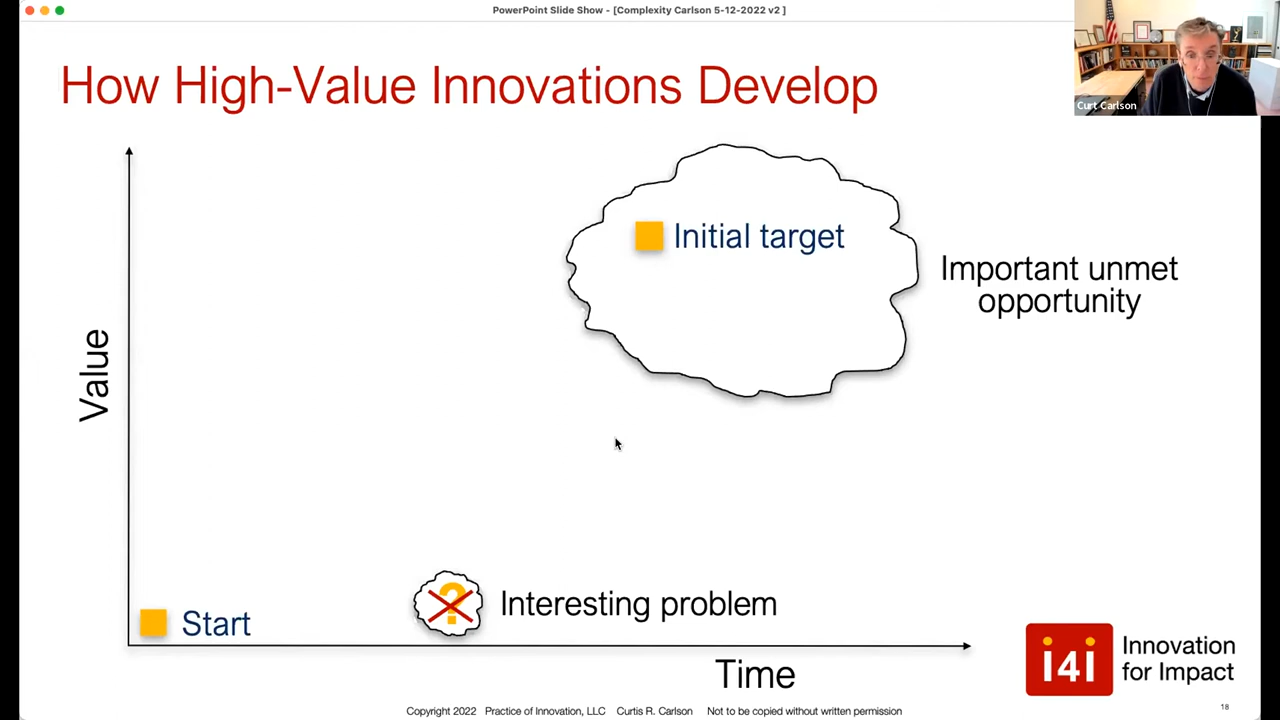 PowerPoint Slide Show - [Complexity Carlson 5-12-2022 v2 ]
Curt Carlson
How High-Value Innovations Develop
Initial target
Important unmet
opportunity
Value
?
Interesting problem
Start
Time
i4i
Innovation
for Impact
Copyright 2022 Practice of Innovation, LLC Curtis R. Carlson Not to be copied without written permission
18